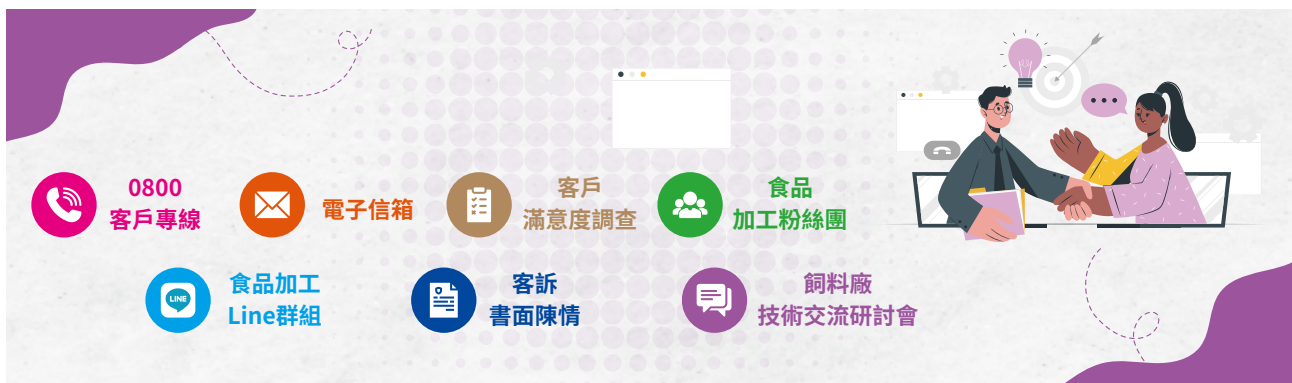 0800
客戶專線
電子信箱
客戶
滿意度調查
食品
加工粉絲團
LINE
食品加工
Line群組
客訴
書面陳情
飼料廠
技術交流研討會